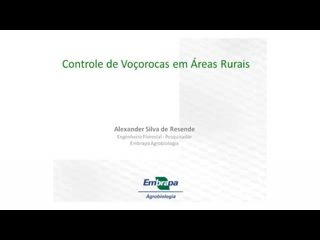 Controle de Voçorocas em Áreas Rurais
Alexander Silva de Resende
Engenheiro Florestal - Pesquisador
Embrapa Agrobiologia
Embrapa
Agrobiologia